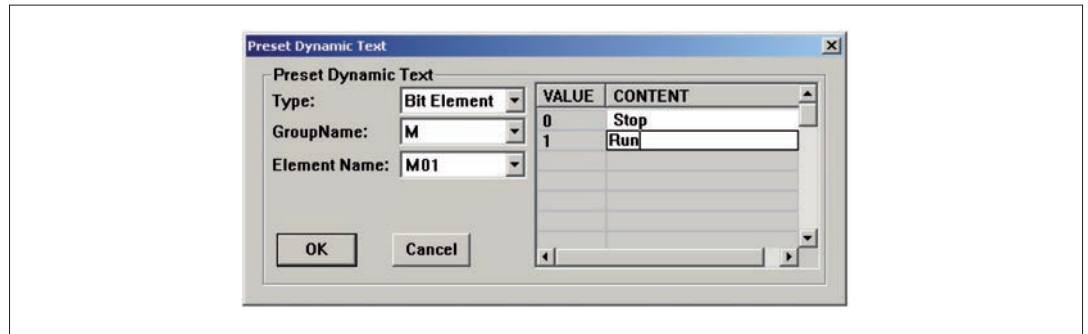 Preset Dynamic Text
Preset Dynamic Text
Type: Bit Element
GroupName: M
Element Name: M01
VALUE CONTENT
0 Stop
1 Run
OK Cancel